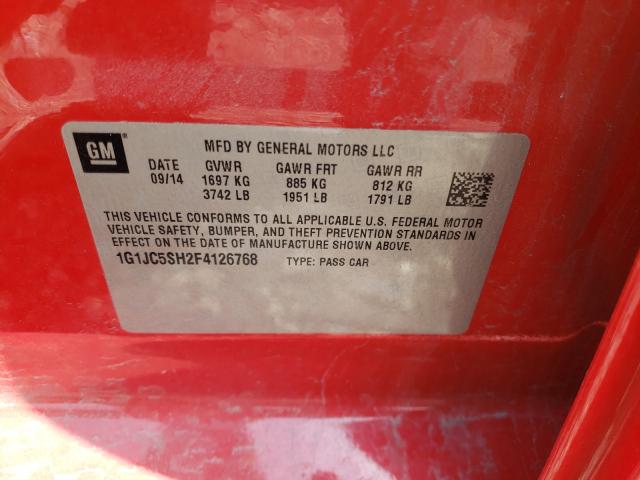 GM
MFD BY GENERAL MOTORS LLC
DATE GVWR GAWR FRT GAWR RR
09/14 1697 KG 885 KG 812 KG
3742 LB 1951 LB 1791 LB
THIS VEHICLE CONFORMS TO ALL APPLICABLE U.S. FEDERAL MOTOR
VEHICLE SAFETY, BUMPER, AND THEFT PREVENTION STANDARDS IN
EFFECT ON THE DATE OF MANUFACTURE SHOWN ABOVE.
1G1JC5SH2F4126768 TYPE: PASS CAR